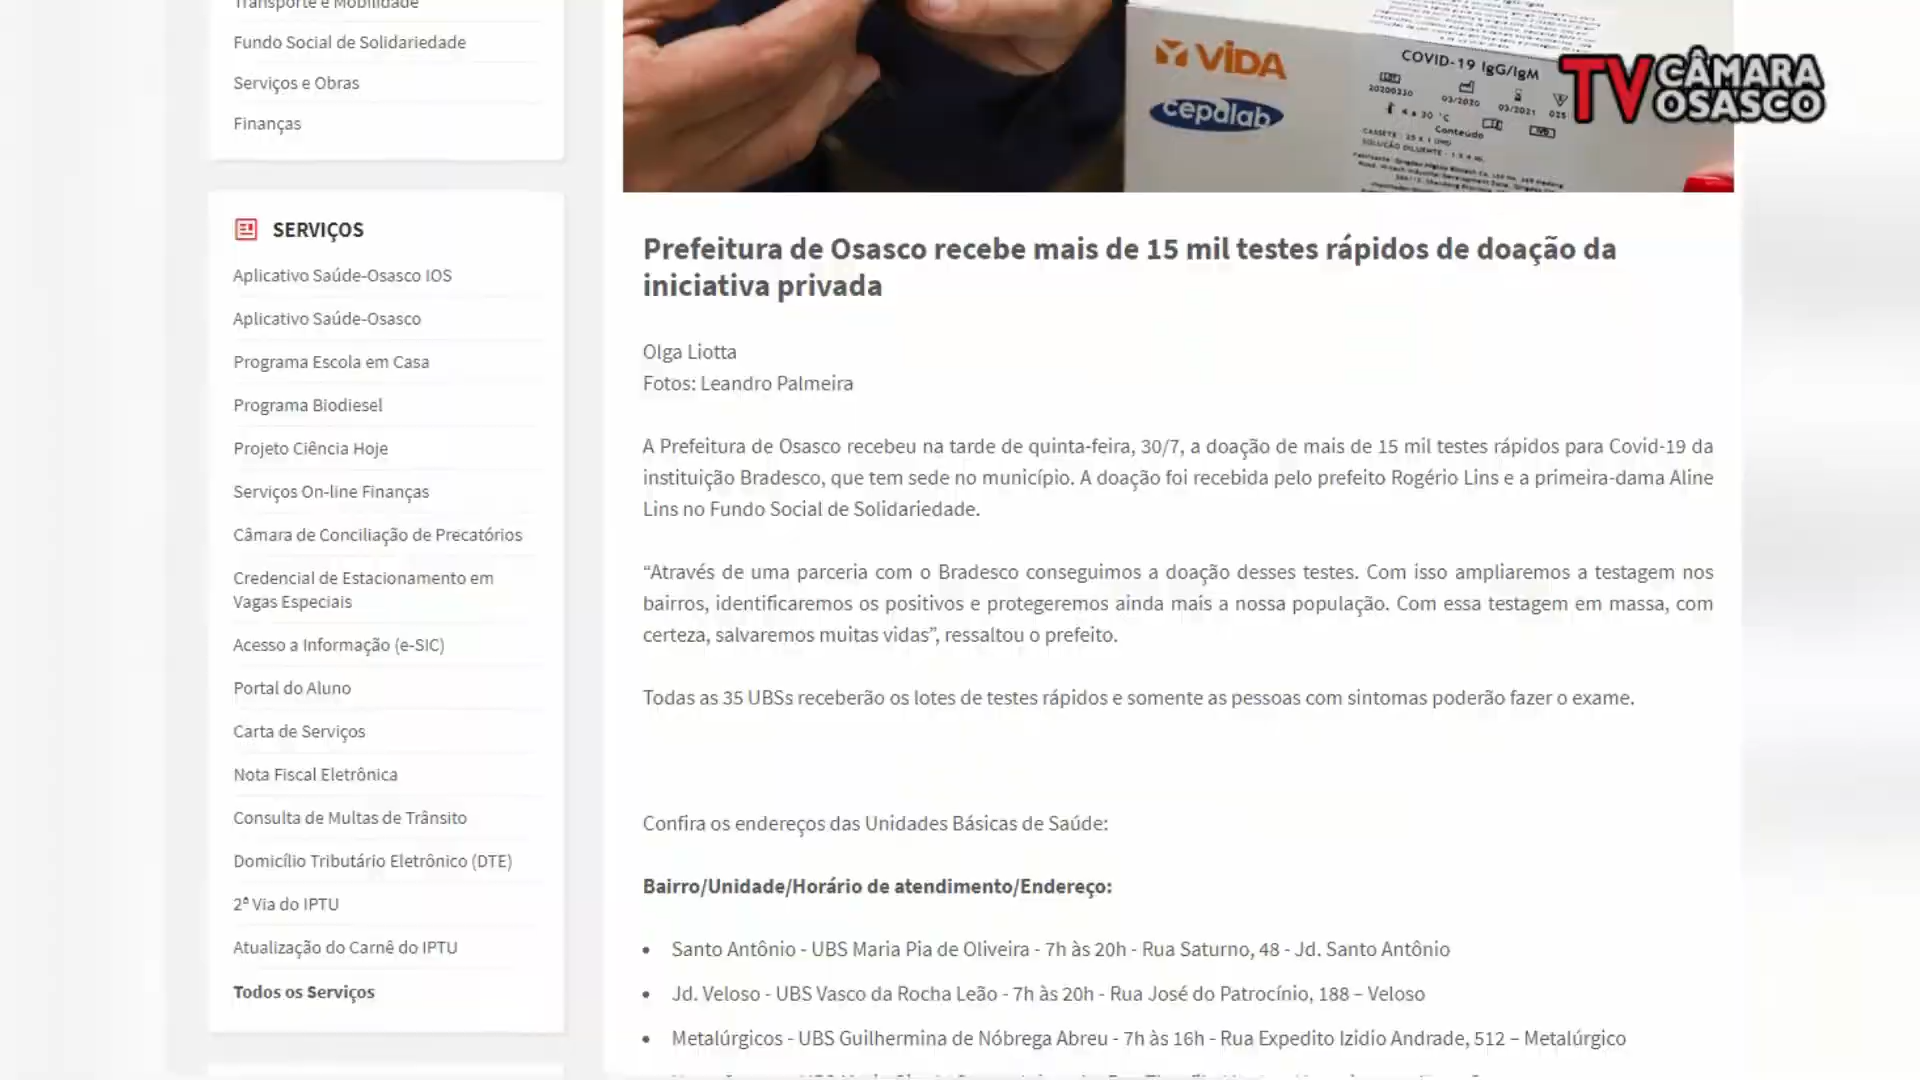 Transporte e Mobilidade
Fundo Social de Solidariedade
Serviços e Obras
Finanças
SERVIÇOS
Aplicativo Saúde-Osasco IOS
Aplicativo Saúde-Osasco
Programa Escola em Casa
Programa Biodiesel
Projeto Ciência Hoje
Serviços On-line Finanças
Câmara de Conciliação de Precatórios
Credencial de Estacionamento em
Vagas Especiais
Acesso a Informação (e-SIC)
Portal do Aluno
Carta de Serviços
Nota Fiscal Eletrônica
Consulta de Multas de Trânsito
Domicílio Tributário Eletrônico (DTE)
2ª Via do IPTU
Atualização do Carnê do IPTU
Todos os Serviços
VIDA
cepalab
COVID-19 IgG/IgM
20200330
03/2020
03/2021
025
4 a 30 °C
Conteúdo
TV CÂMARA
OSASCO
Prefeitura de Osasco recebe mais de 15 mil testes rápidos de doação da
iniciativa privada
Olga Liotta
Fotos: Leandro Palmeira
A Prefeitura de Osasco recebeu na tarde de quinta-feira, 30/7, a doação de mais de 15 mil testes rápidos para Covid-19 da
instituição Bradesco, que tem sede no município. A doação foi recebida pelo prefeito Rogério Lins e a primeira-dama Aline
Lins no Fundo Social de Solidariedade.
“Através de uma parceria com o Bradesco conseguimos a doação desses testes. Com isso ampliaremos a testagem nos
bairros, identificaremos os positivos e protegeremos ainda mais a nossa população. Com essa testagem em massa, com
certeza, salvaremos muitas vidas”, ressaltou o prefeito.
Todas as 35 UBSs receberão os lotes de testes rápidos e somente as pessoas com sintomas poderão fazer o exame.
Confira os endereços das Unidades Básicas de Saúde:
Bairro/Unidade/Horário de atendimento/Endereço:
• Santo Antônio - UBS Maria Pia de Oliveira - 7h às 20h - Rua Saturno, 48 - Jd. Santo Antônio
• Jd. Veloso - UBS Vasco da Rocha Leão - 7h às 20h - Rua José do Patrocínio, 188 – Veloso
• Metalúrgicos - UBS Guilhermina de Nóbrega Abreu - 7h às 16h - Rua Expedito Izidio Andrade, 512 – Metalúrgico